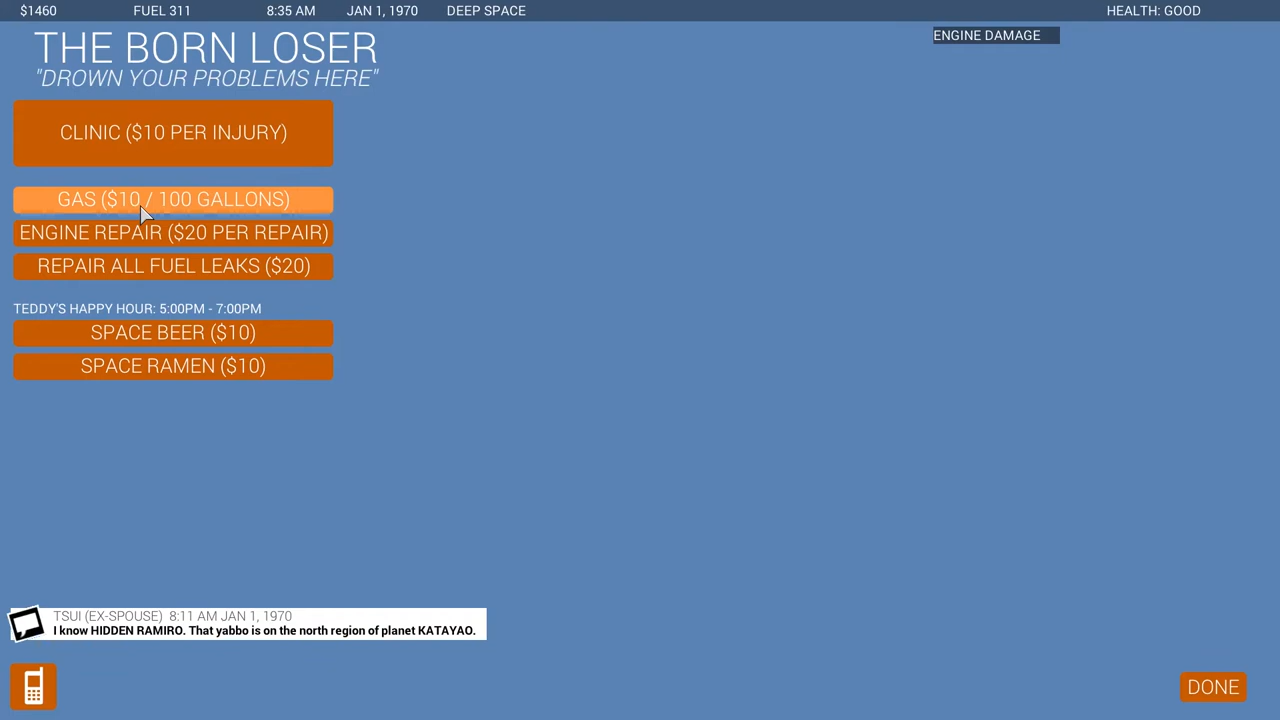 $1460 FUEL 311 8:35 AM JAN 1, 1970 DEEP SPACE HEALTH: GOOD
ENGINE DAMAGE
THE BORN LOSER
"DROWN YOUR PROBLEMS HERE"
CLINIC ($10 PER INJURY)
GAS ($10 / 100 GALLONS)
ENGINE REPAIR ($20 PER REPAIR)
REPAIR ALL FUEL LEAKS ($20)
TEDDY'S HAPPY HOUR: 5:00PM - 7:00PM
SPACE BEER ($10)
SPACE RAMEN ($10)
TSUI (EX-SPOUSE) 8:11 AM JAN 1, 1970
I know HIDDEN RAMIRO. That yabbo is on the north region of planet KATAYAO.
DONE